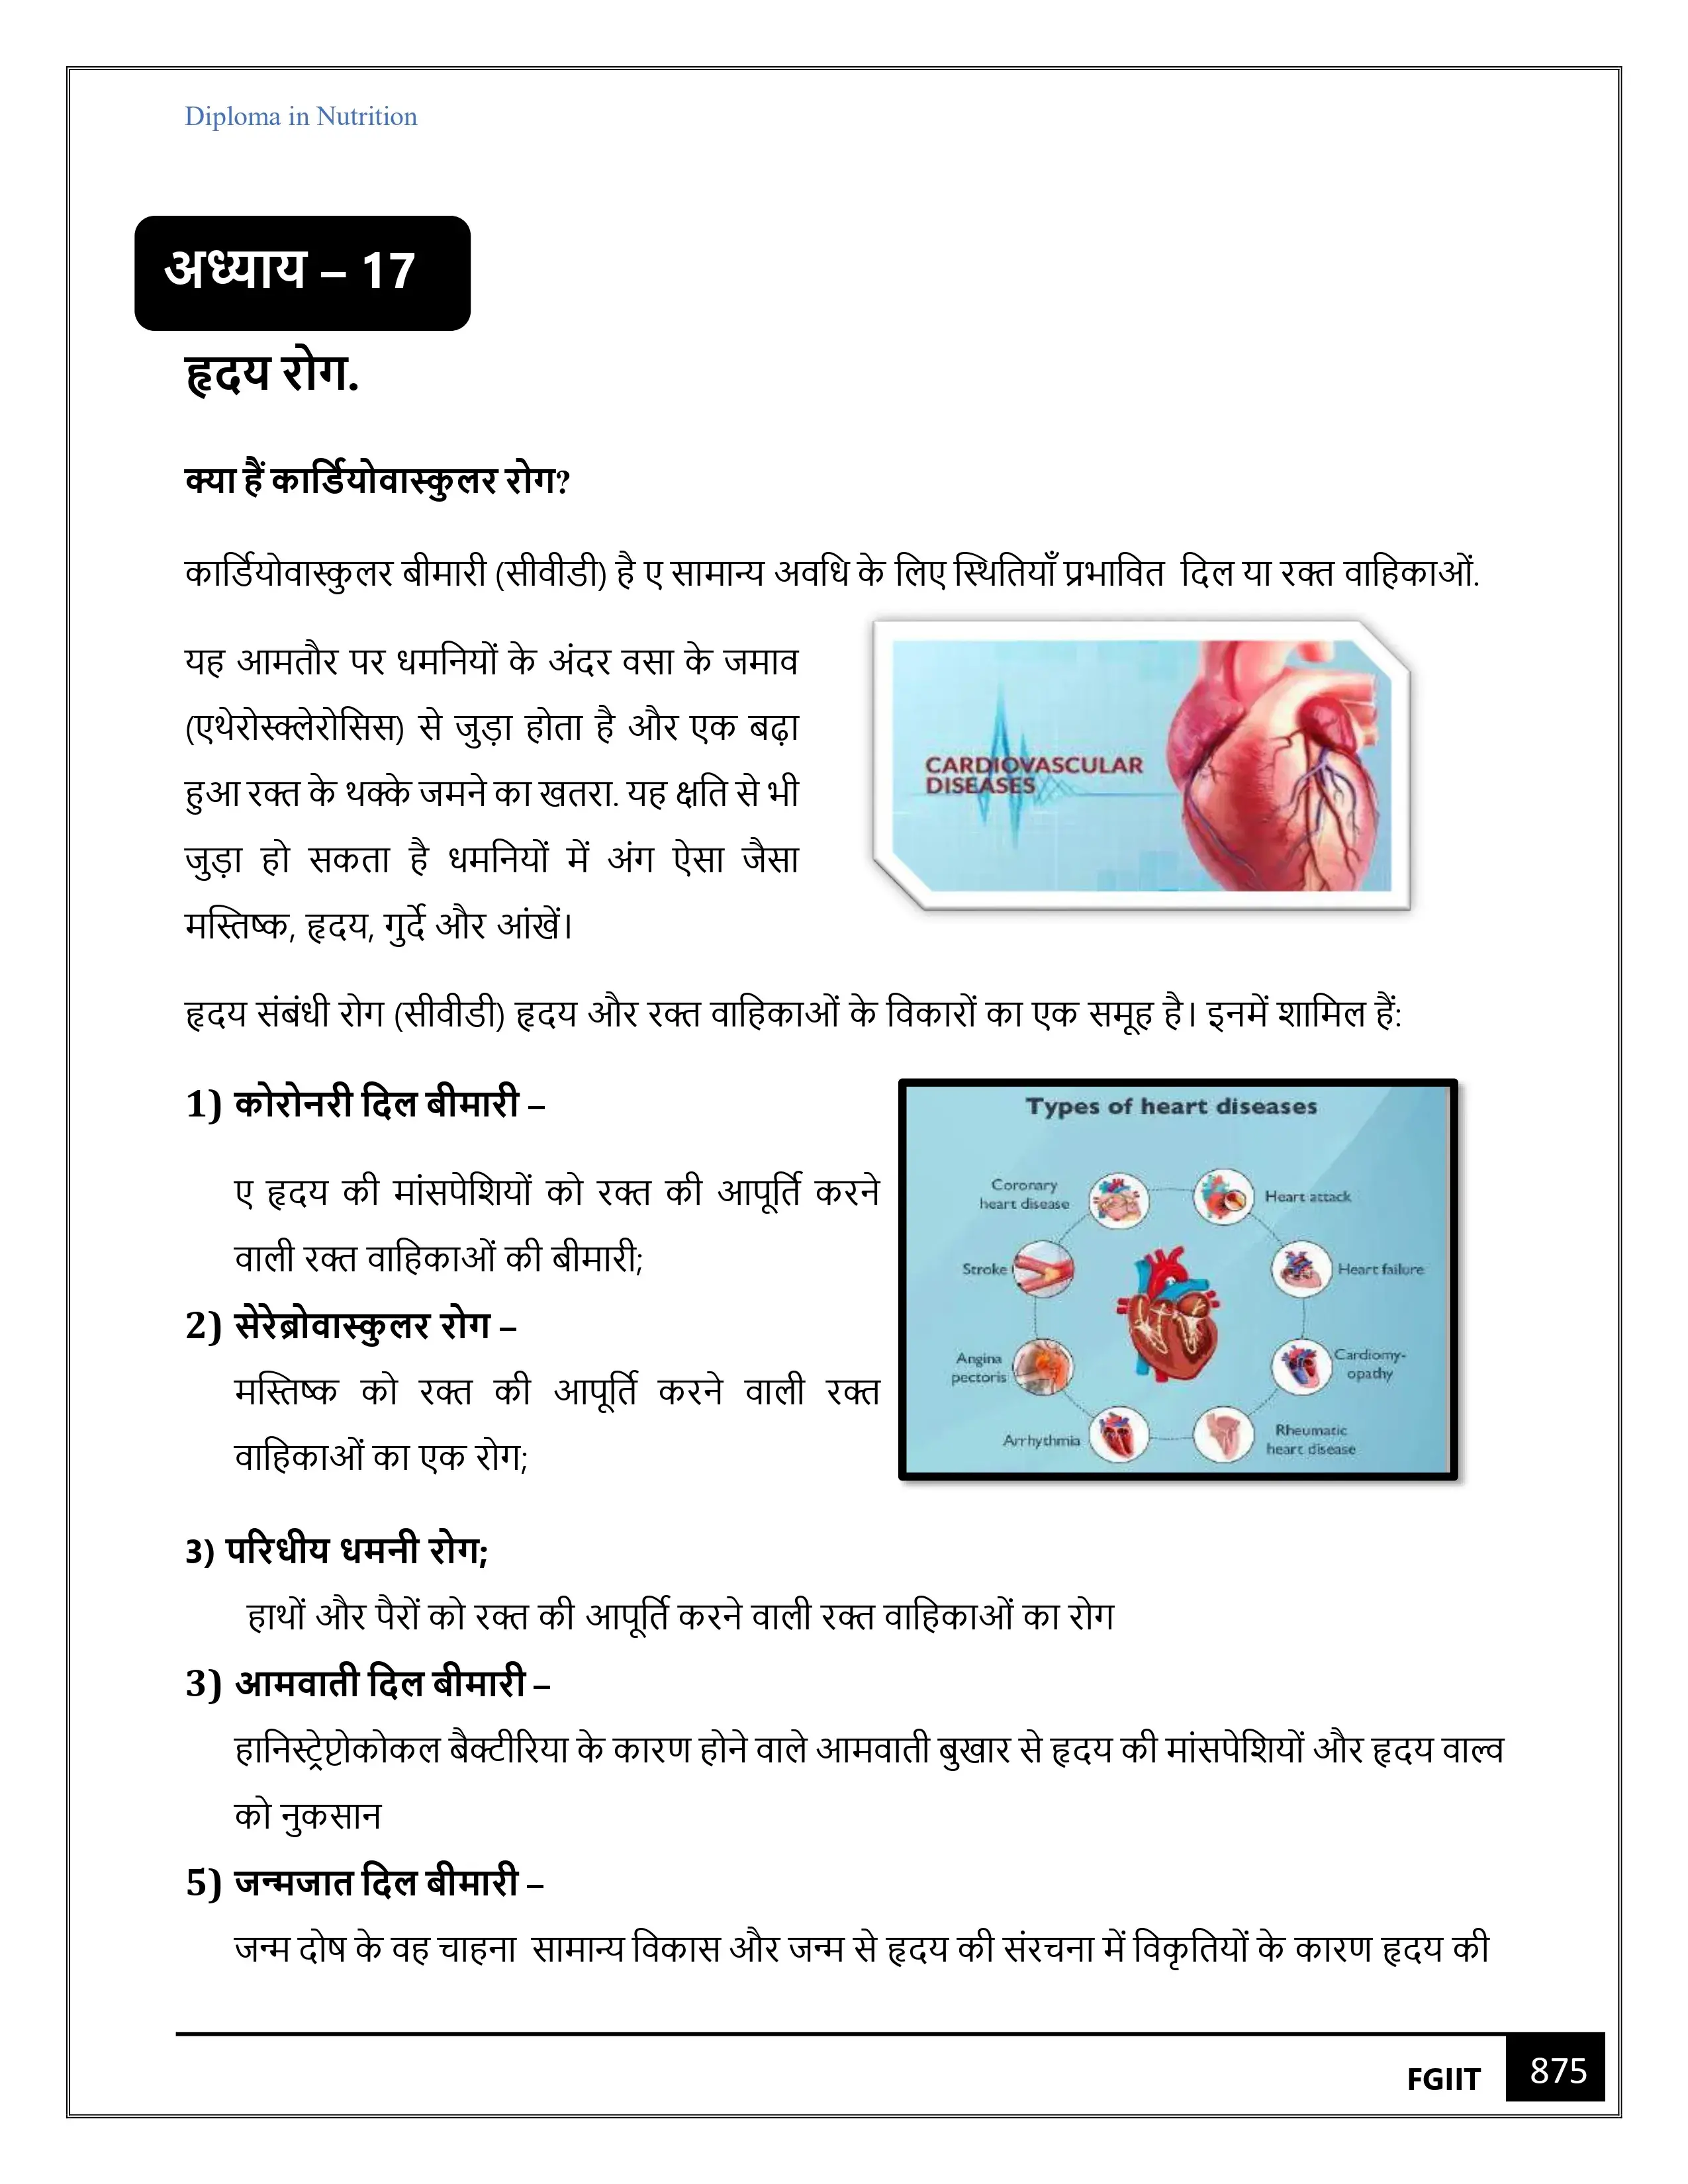 Diploma in Nutrition
अध्याय – 17
हृदय रोग.
क्या हैं कार्डियोवास्कुलर रोग?
कार्डियोवास्कुलर बीमारी (सीवीडी) है ए सामान्य अवधि के लिए स्थितियाँ प्रभावित दिल या रक्त वाहिकाओं.
यह आमतौर पर धमनियों के अंदर वसा के जमाव
(एथेरोस्क्लेरोसिस) से जुड़ा होता है और एक बढ़ा
हुआ रक्त के थक्के जमने का खतरा. यह क्षति से भी
जुड़ा हो सकता है धमनियों में अंग ऐसा जैसा
मस्तिष्क, हृदय, गुर्दे और आंखें।
CARDIOVASCULAR
DISEASES
हृदय संबंधी रोग (सीवीडी) हृदय और रक्त वाहिकाओं के विकारों का एक समूह है। इनमें शामिल हैं:
1) कोरोनरी दिल बीमारी –
ए हृदय की मांसपेशियों को रक्त की आपूर्ति करने
वाली रक्त वाहिकाओं की बीमारी;
2) सेरेब्रोवास्कुलर रोग –
मस्तिष्क को रक्त की आपूर्ति करने वाली रक्त
वाहिकाओं का एक रोग;
Types of heart diseases
Coronary
heart disease
Heart attack
Stroke
Heart failure
Angina
pectoris
Cardiomy-
opathy
Arrhythmia
Rheumatic
heart disease
3) परिधीय धमनी रोग;
हाथों और पैरों को रक्त की आपूर्ति करने वाली रक्त वाहिकाओं का रोग
3) आमवाती दिल बीमारी –
हानिस्ट्रेप्टोकोकल बैक्टीरिया के कारण होने वाले आमवाती बुखार से हृदय की मांसपेशियों और हृदय वाल्व
को नुकसान
5) जन्मजात दिल बीमारी –
जन्म दोष के वह चाहना सामान्य विकास और जन्म से हृदय की संरचना में विकृतियों के कारण हृदय की
FGIIT
875